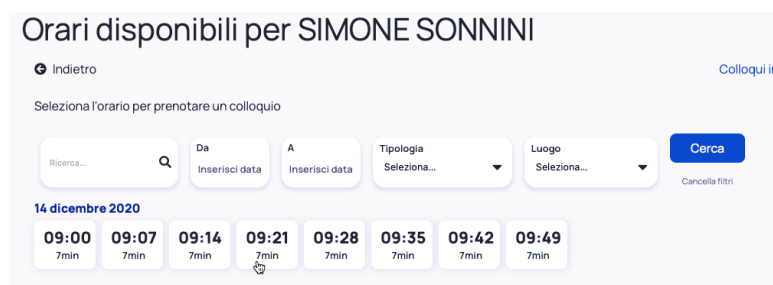 Orari disponibili per SIMONE SONNINI
Indietro
Colloqui
Seleziona l'orario per prenotare un colloquio
Ricerca...
Da
Inserisci data
A
Inserisci data
Tipologia
Seleziona...
Luogo
Seleziona...
Cerca
Cancella filtri
14 dicembre 2020
09:00 09:07 09:14 09:21 09:28 09:35 09:42 09:49
7min 7min 7min 7min 7min 7min 7min 7min